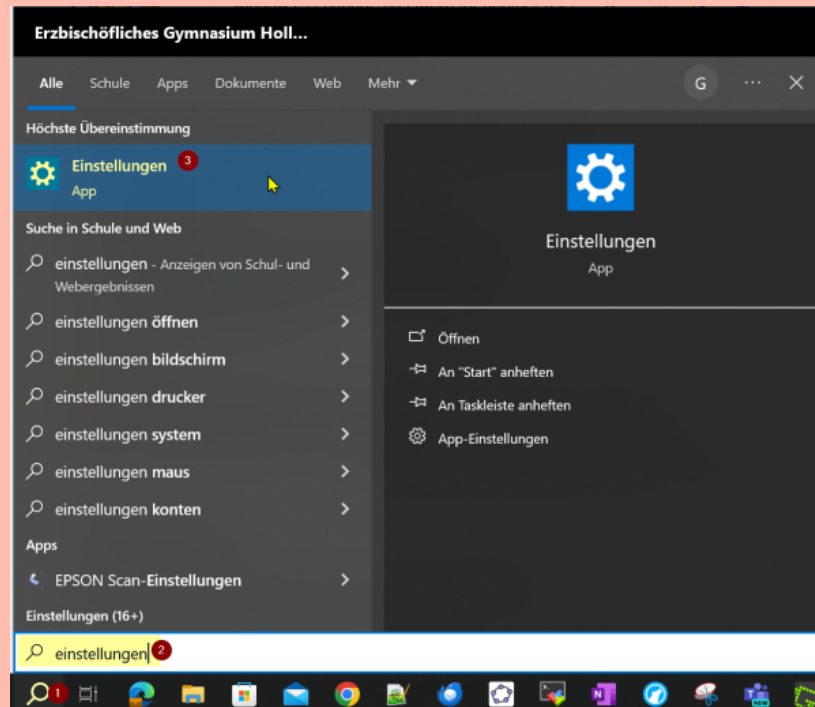 Erzbischöfliches Gymnasium Holl...
Alle Schule Apps Dokumente Web Mehr
G ...
Höchste Übereinstimmung
Einstellungen 3
App
Suche in Schule und Web
einstellungen - Anzeigen von Schul- und
Webergebnissen
einstellungen öffnen
einstellungen bildschirm
einstellungen drucker
einstellungen system
einstellungen maus
einstellungen konten
Apps
EPSON Scan-Einstellungen
Einstellungen (16+)
einstellungen 2
1
Einstellungen
App
Öffnen
An "Start" anheften
An Taskleiste anheften
App-Einstellungen
N
NEW